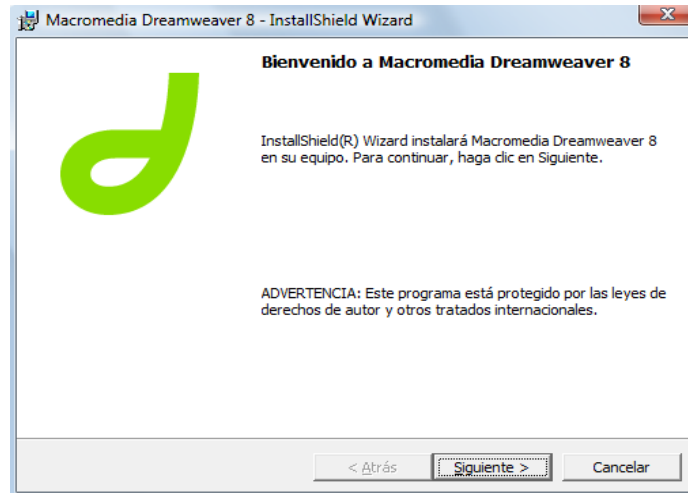 Macromedia Dreamweaver 8 - InstallShield Wizard
Bienvenido a Macromedia Dreamweaver 8
InstallShield(R) Wizard instalará Macromedia Dreamweaver 8
en su equipo. Para continuar, haga clic en Siguiente.
ADVERTENCIA: Este programa está protegido por las leyes de
derechos de autor y otros tratados internacionales.
< Atrás
Siguiente >
Cancelar